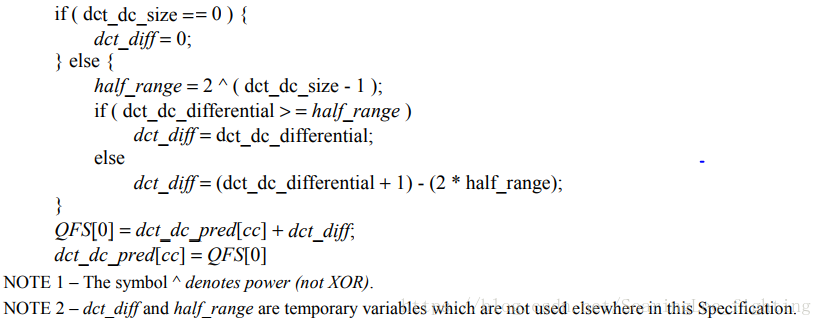 if ( dct_dc_size == 0 ) {
dct_diff = 0;
} else {
half_range = 2 ^ ( dct_dc_size - 1 );
if ( dct_dc_differential > = half_range )
dct_diff = dct_dc_differential;
else
dct_diff = (dct_dc_differential + 1) - (2 * half_range);
}
QFS[0] = dct_dc_pred[cc] + dct_diff;
dct_dc_pred[cc] = QFS[0]
NOTE 1 – The symbol ^ denotes power (not XOR).
NOTE 2 – dct_diff and half_range are temporary variables which are not used elsewhere in this Specification.